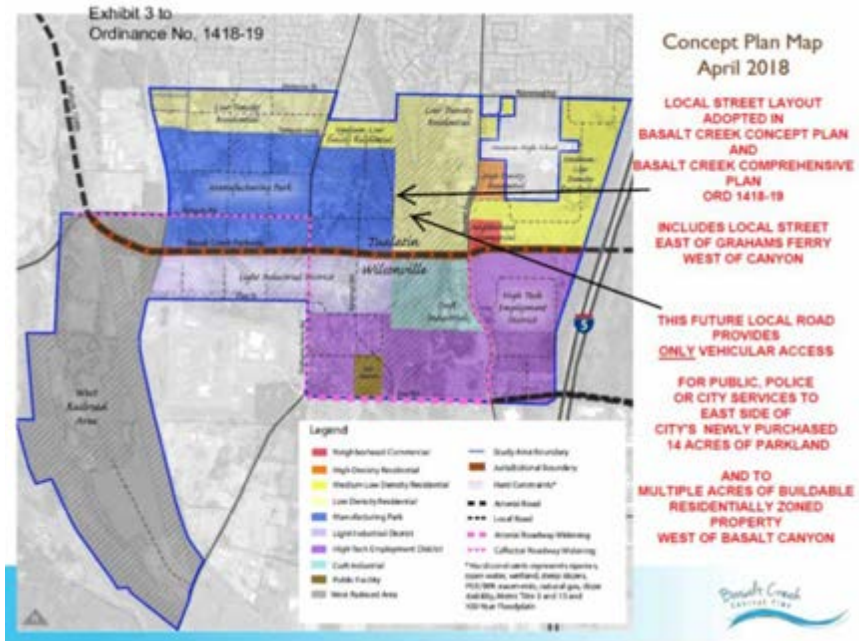 Exhibit 3 to
Ordinance No. 1418-19
Concept Plan Map
April 2018
LOCAL STREET LAYOUT
ADOPTED IN
BASALT CREEK CONCEPT PLAN
AND
BASALT CREEK COMPREHENSIVE
PLAN
ORD 1418-19
INCLUDES LOCAL STREET
EAST OF GRAHAMS FERRY
WEST OF CANYON
THIS FUTURE LOCAL ROAD
PROVIDES
ONLY VEHICULAR ACCESS
FOR PUBLIC, POLICE
OR CITY SERVICES TO
EAST SIDE OF
CITY'S NEWLY PURCHASED
14 ACRES OF PARKLAND
AND TO
MULTIPLE ACRES OF BUILDABLE
RESIDENTIALLY ZONED
PROPERTY
WEST OF BASALT CANYON
Low Density
Residential
Low Density
Residential
Medium Low
Density Residential
Manufacturing Park
High Density
Residential
Medium
Low
Density
Residential
Neighborhood
Commercial
Basalt Creek Parkway
Tualatin
Wilsonville
Light Industrial District
Craft
Industrial
High Tech
Employment
District
5
West
Railroad
Area
Legend
Neighborhood Commercial
High Density Residential
Medium Low Density Residential
Low Density Residential
Manufacturing Park
Light Industrial District
High Tech Employment District
Craft Industrial
Public Facility
West Railroad Area
Study Area Boundary
Jurisdictional Boundary
Hard Constraints*
Arterial Road
Local Road
Arterial Roadway Widening
Collector Roadway Widening
Basalt Creek
Concept Plan